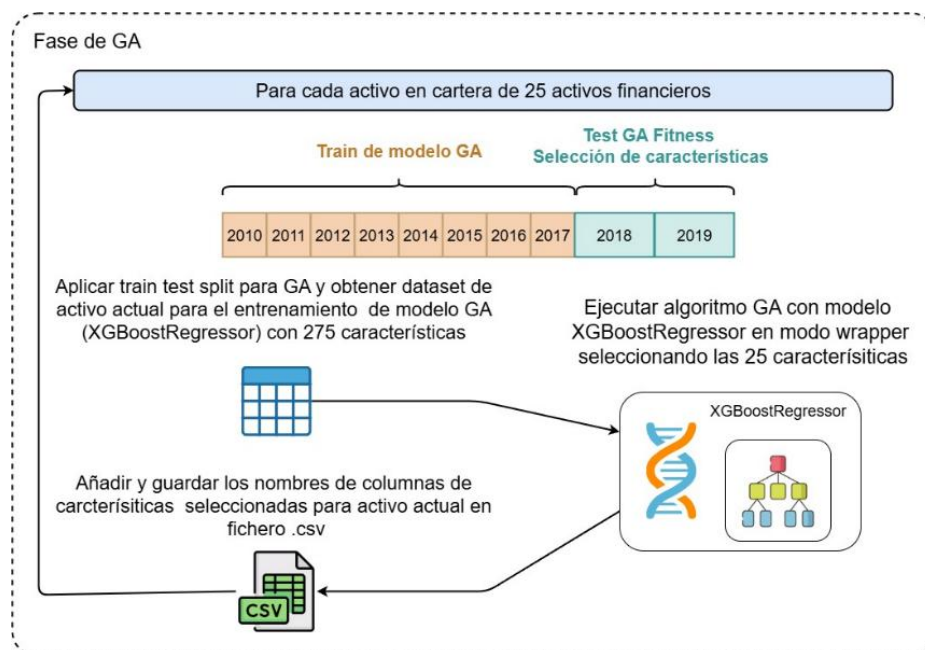 Fase de GA
Para cada activo en cartera de 25 activos financieros
Train de modelo GA
Test GA Fitness
Selección de características
2010 2011 2012 2013 2014 2015 2016 2017 2018 2019
Aplicar train test split para GA y obtener dataset de
activo actual para el entrenamiento de modelo GA
(XGBoostRegressor) con 275 características
Ejecutar algoritmo GA con modelo
XGBoostRegressor en modo wrapper
seleccionando las 25 caracterísiticas
XGBoostRegressor
Añadir y guardar los nombres de columnas de
carcterísiticas seleccionadas para activo actual en
fichero .csv
CSV